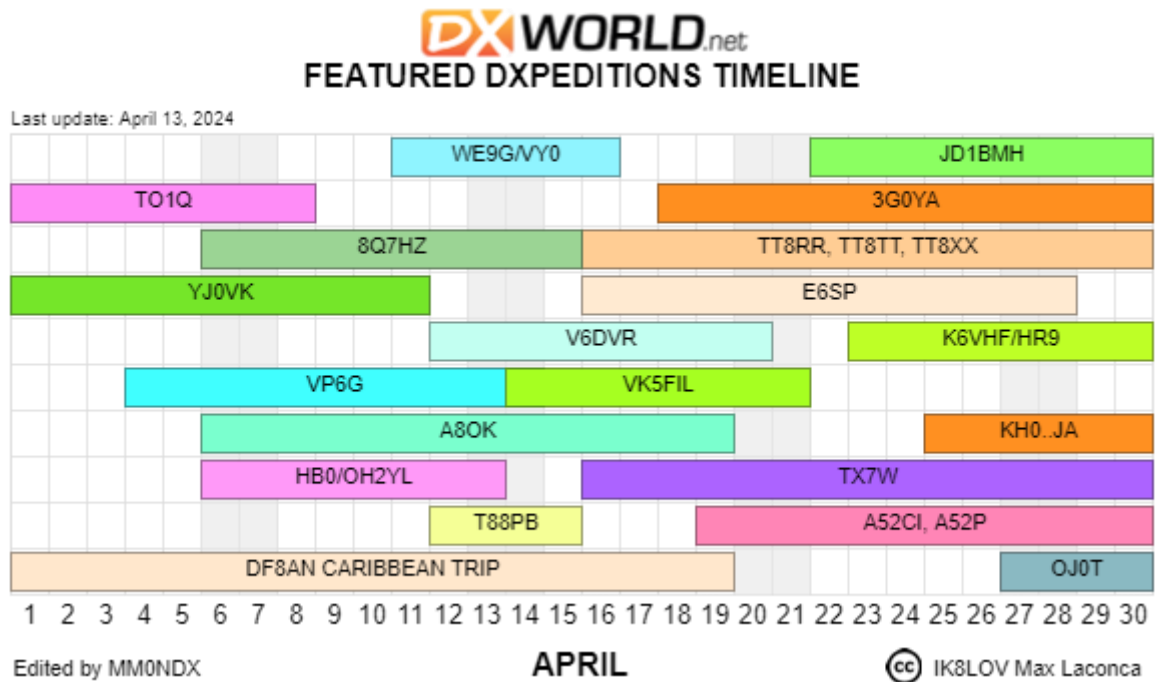 DX WORLD.net
FEATURED DXPEDITIONS TIMELINE
Last update: April 13, 2024
WE9G/VY0 JD1BMH
TO1Q 3G0YA
8Q7HZ TT8RR, TT8TT, TT8XX
YJ0VK E6SP
V6DVR K6VHF/HR9
VP6G VK5FIL
A8OK KH0..JA
HB0/OH2YL TX7W
T88PB A52CI, A52P
DF8AN CARIBBEAN TRIP OJ0T
1 2 3 4 5 6 7 8 9 10 11 12 13 14 15 16 17 18 19 20 21 22 23 24 25 26 27 28 29 30
Edited by MM0NDX APRIL cc IK8LOV Max Laconca